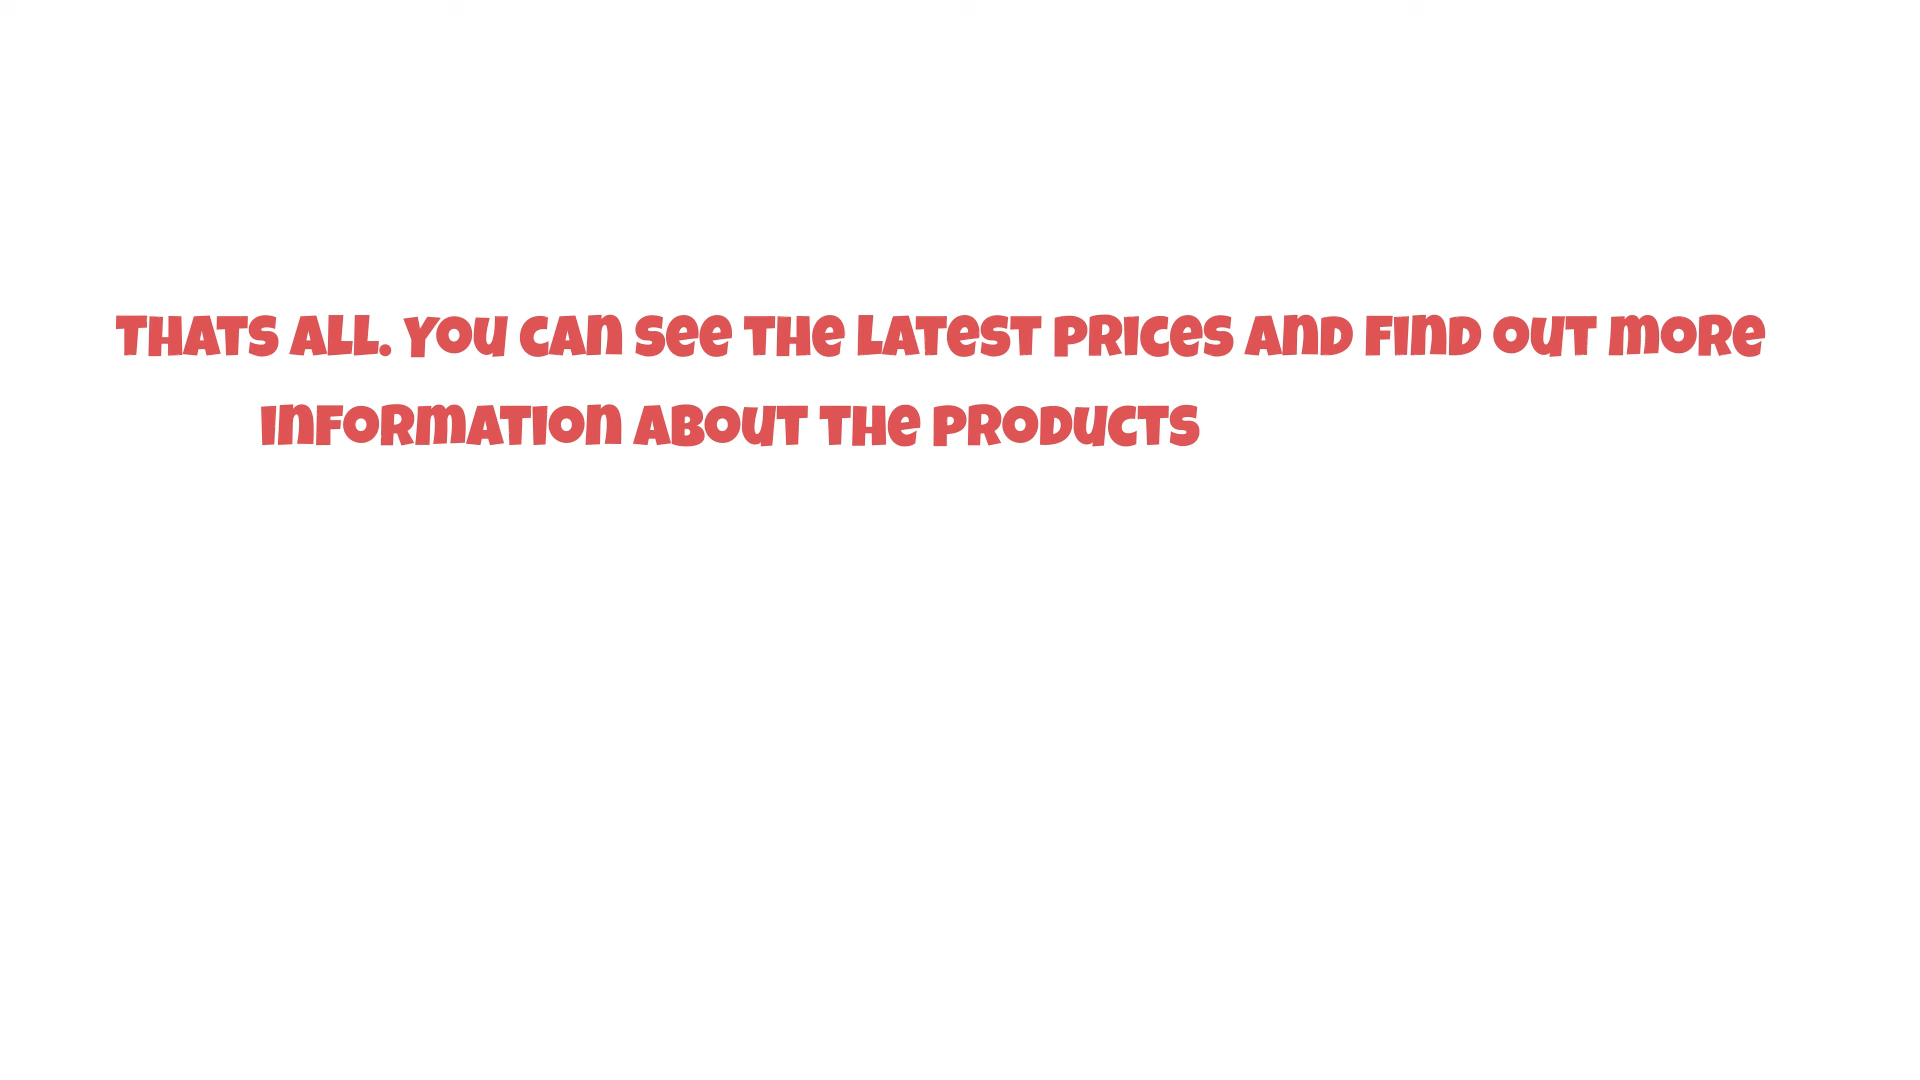 Thats all. You can see the latest prices and find out more
information about the products